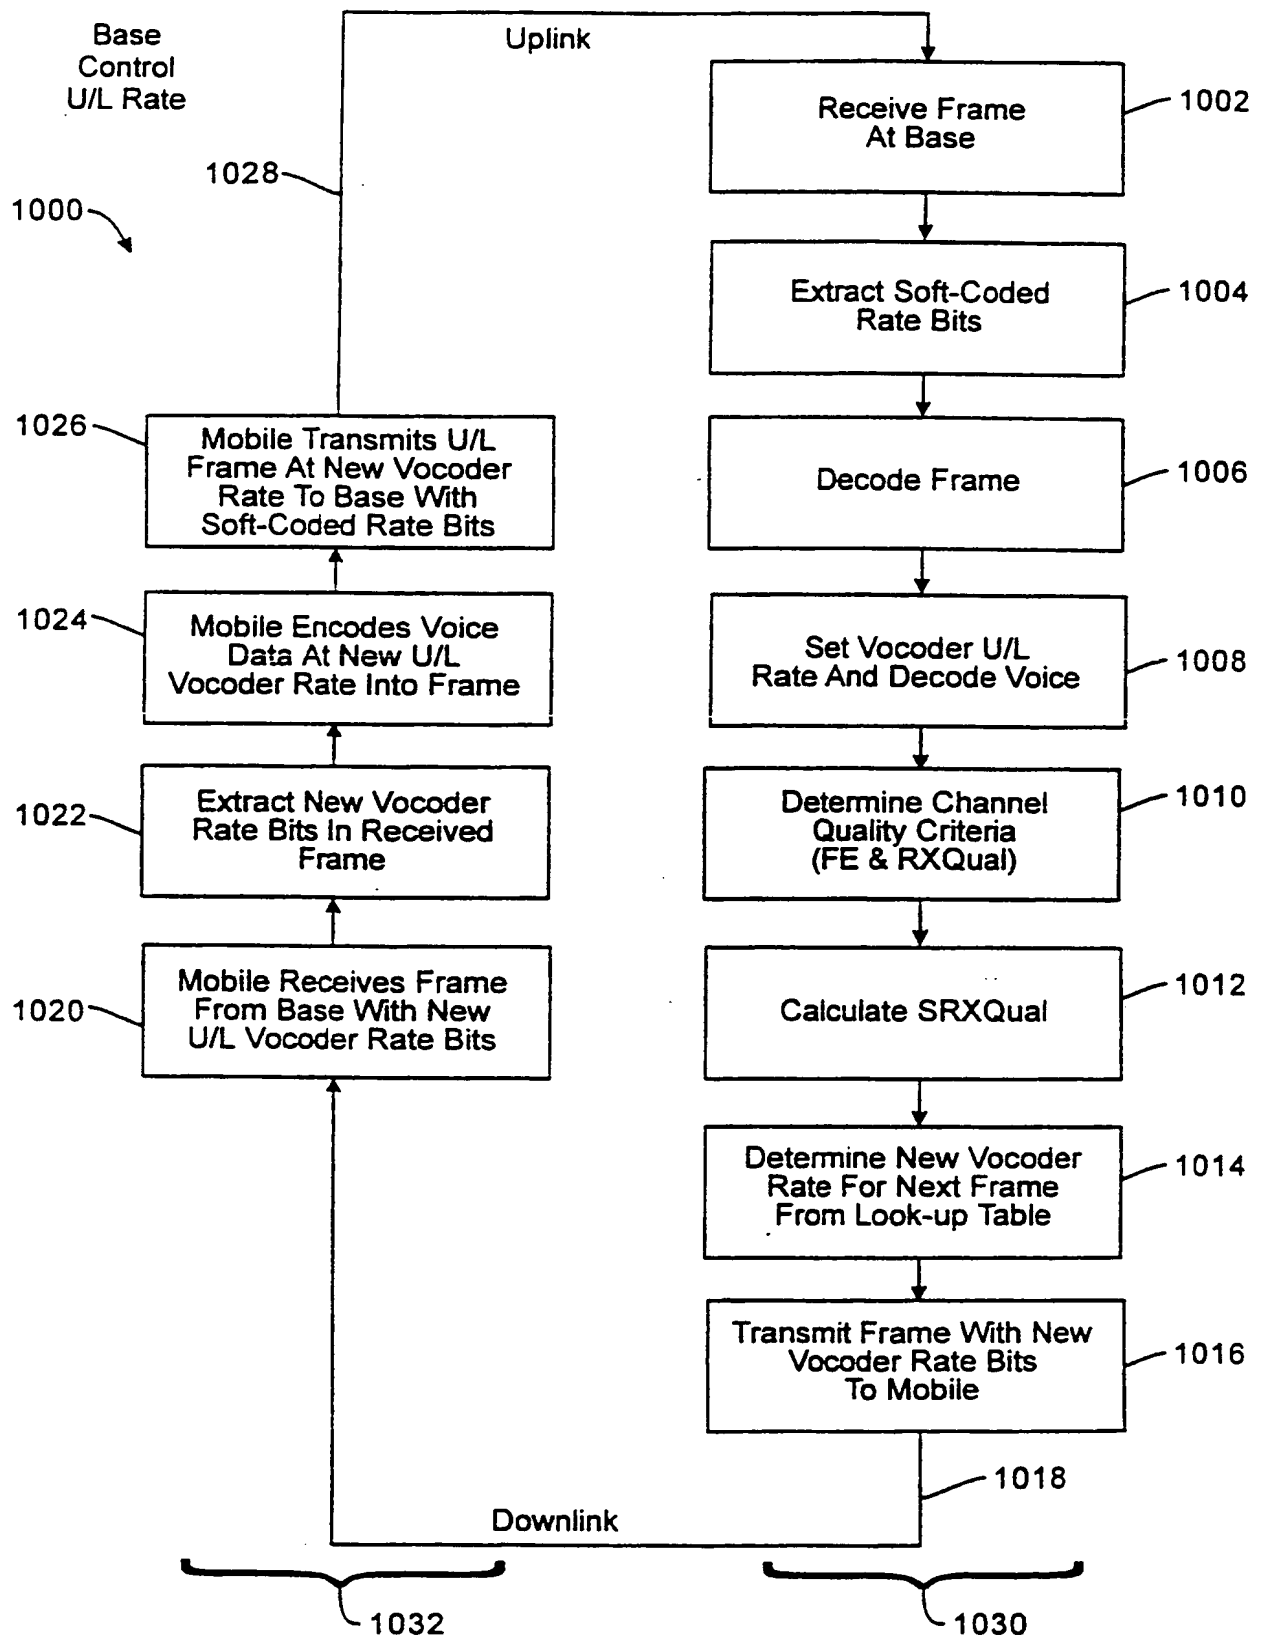 Base
Control
U/L Rate
1000
Uplink
1028
Receive Frame
At Base
1002
Extract Soft-Coded
Rate Bits
1004
Decode Frame
1006
Set Vocoder U/L
Rate And Decode Voice
1008
Determine Channel
Quality Criteria
(FE & RXQual)
1010
Calculate SRXQual
1012
Determine New Vocoder
Rate For Next Frame
From Look-up Table
1014
Transmit Frame With New
Vocoder Rate Bits
To Mobile
1016
1018
Downlink
1020
Mobile Receives Frame
From Base With New
U/L Vocoder Rate Bits
1022
Extract New Vocoder
Rate Bits In Received
Frame
1024
Mobile Encodes Voice
Data At New U/L
Vocoder Rate Into Frame
1026
Mobile Transmits U/L
Frame At New Vocoder
Rate To Base With
Soft-Coded Rate Bits
1032
1030